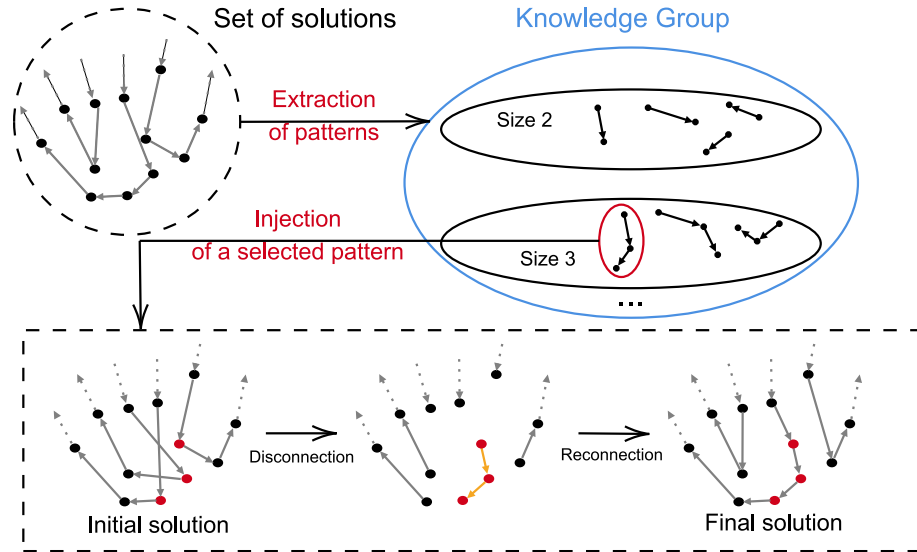 Set of solutions
Knowledge Group
Extraction
of patterns
Size 2
Injection
of a selected pattern
Size 3
...
Disconnection
Reconnection
Initial solution
Final solution